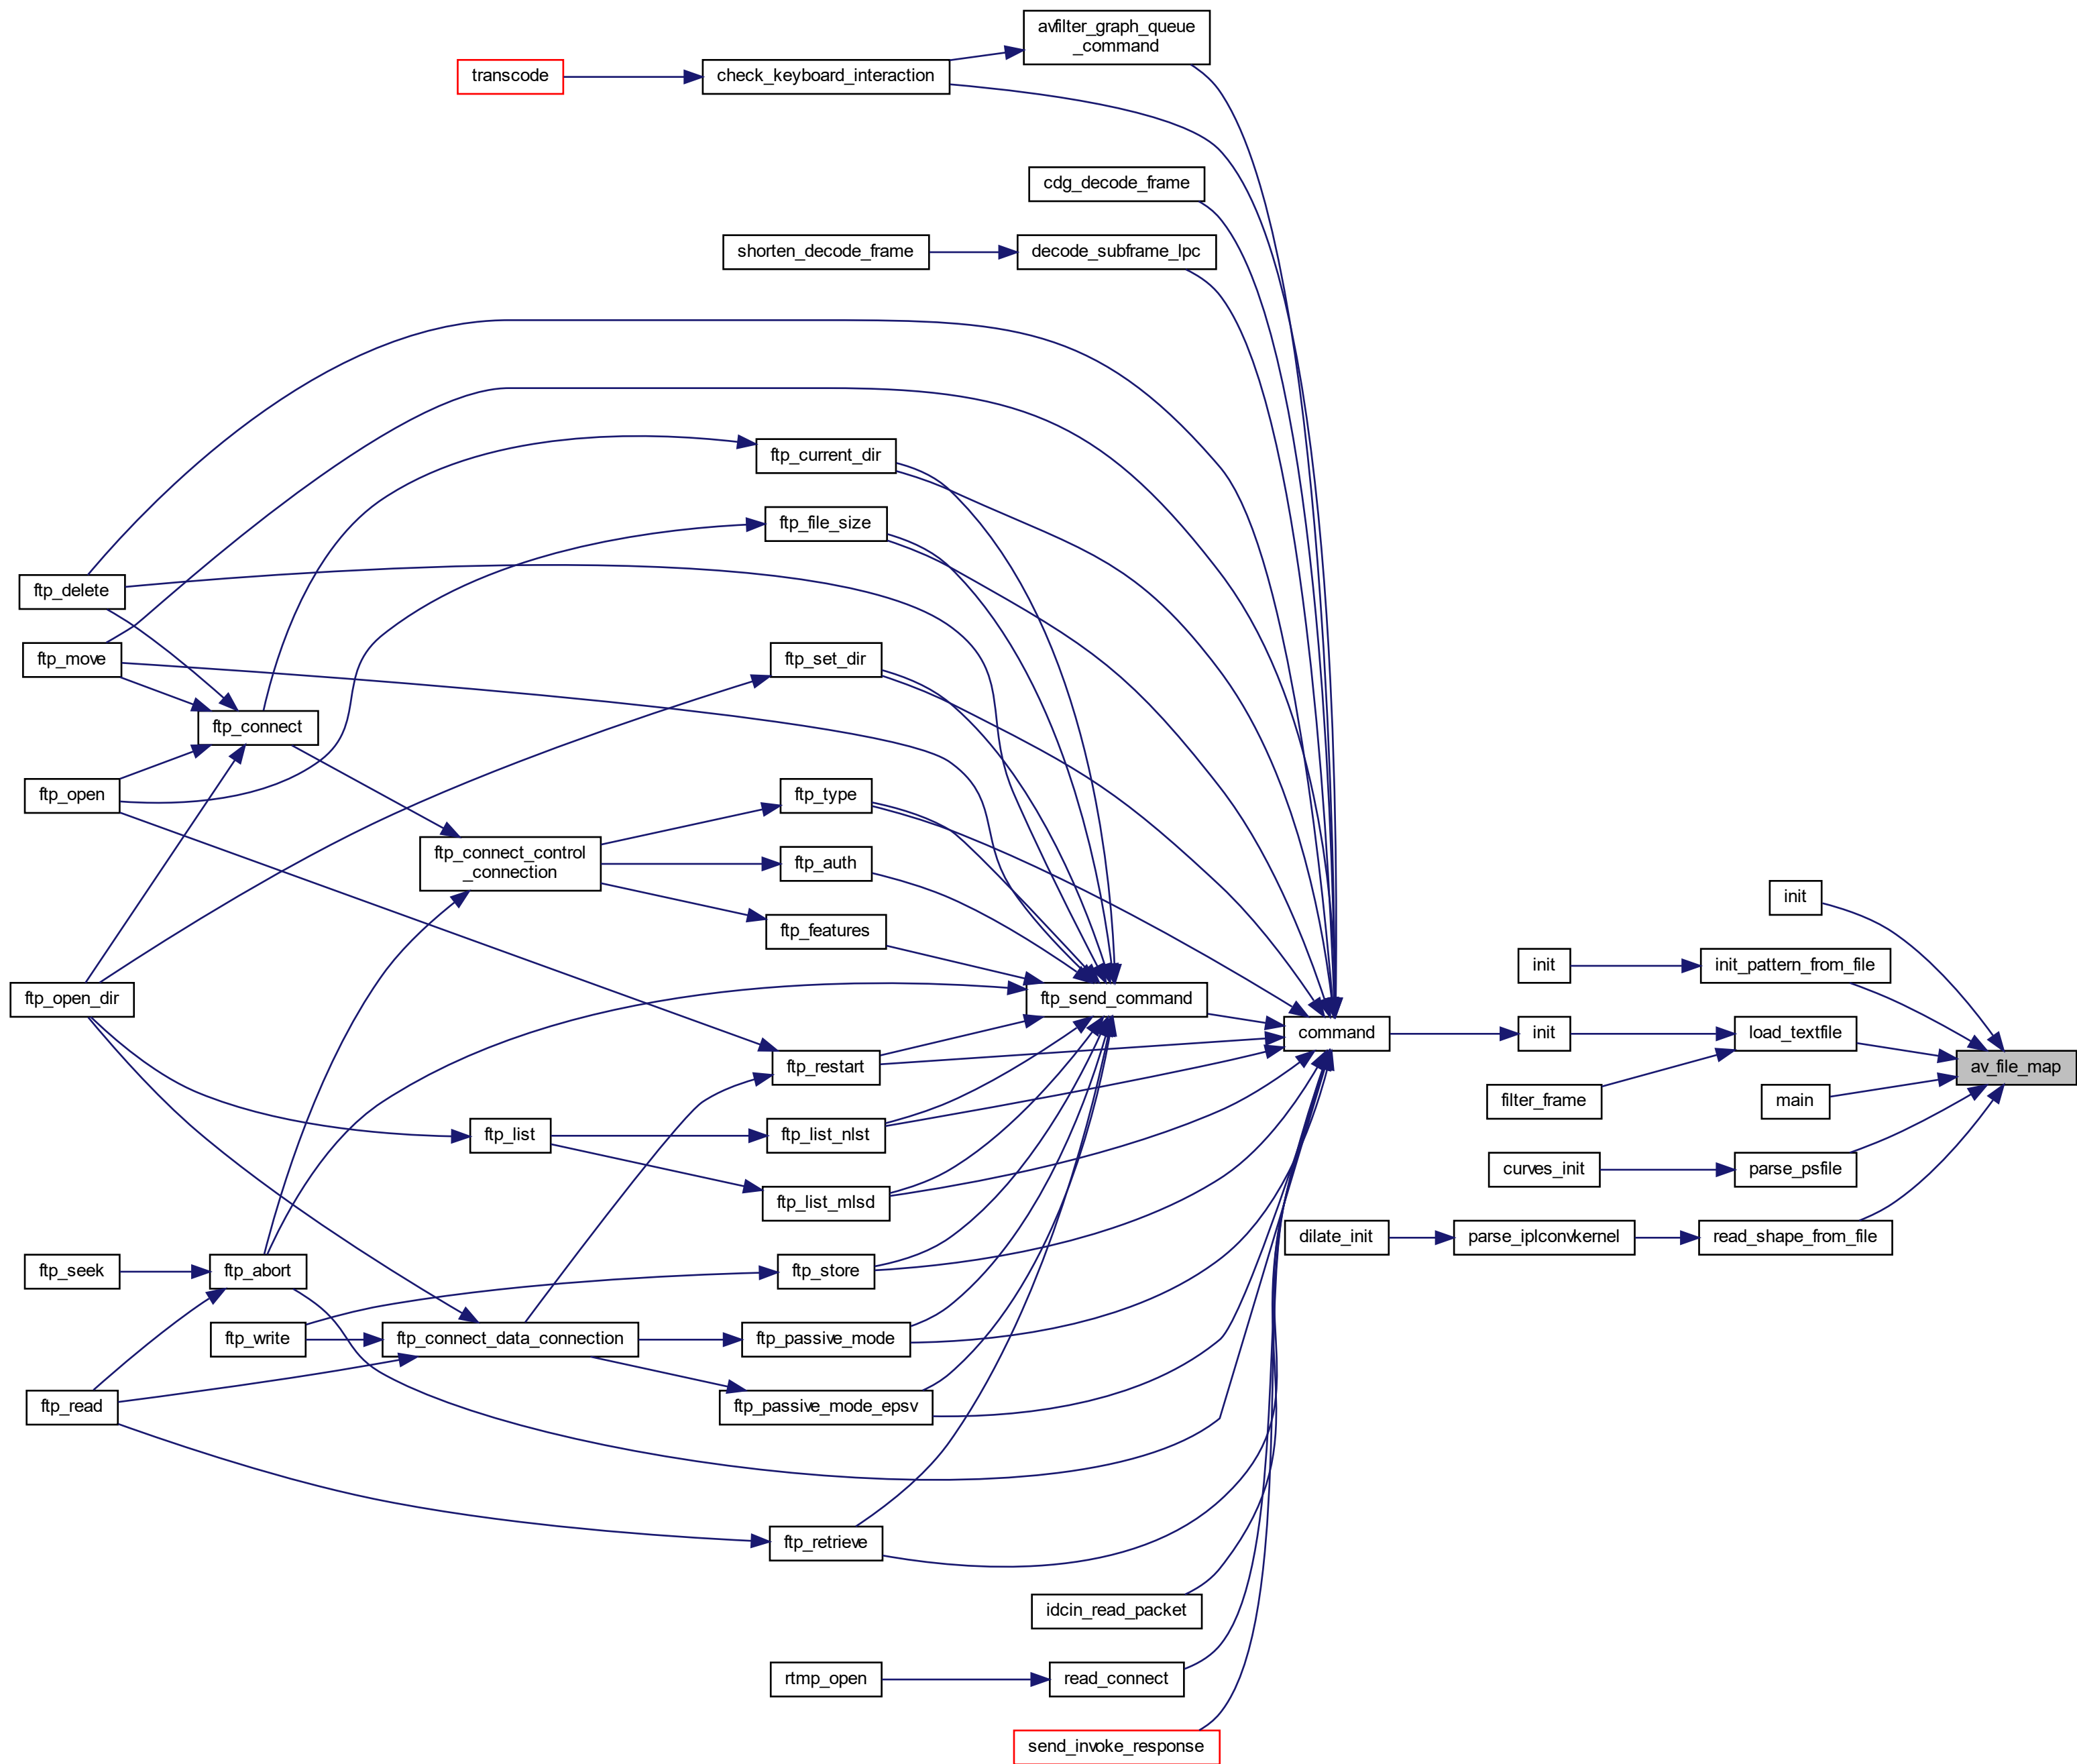 avfilter_graph_queue
_command
transcode
check_keyboard_interaction
cdg_decode_frame
shorten_decode_frame
decode_subframe_lpc
ftp_current_dir
ftp_file_size
ftp_delete
ftp_move
ftp_set_dir
ftp_connect
ftp_open
ftp_type
ftp_connect_control
_connection
ftp_auth
init
ftp_features
init
init_pattern_from_file
ftp_open_dir
ftp_send_command
command
init
load_textfile
ftp_restart
av_file_map
filter_frame
main
ftp_list
ftp_list_nlst
curves_init
parse_psfile
ftp_list_mlsd
dilate_init
parse_iplconvkernel
read_shape_from_file
ftp_seek
ftp_abort
ftp_store
ftp_write
ftp_connect_data_connection
ftp_passive_mode
ftp_read
ftp_passive_mode_epsv
ftp_retrieve
idcin_read_packet
rtmp_open
read_connect
send_invoke_response